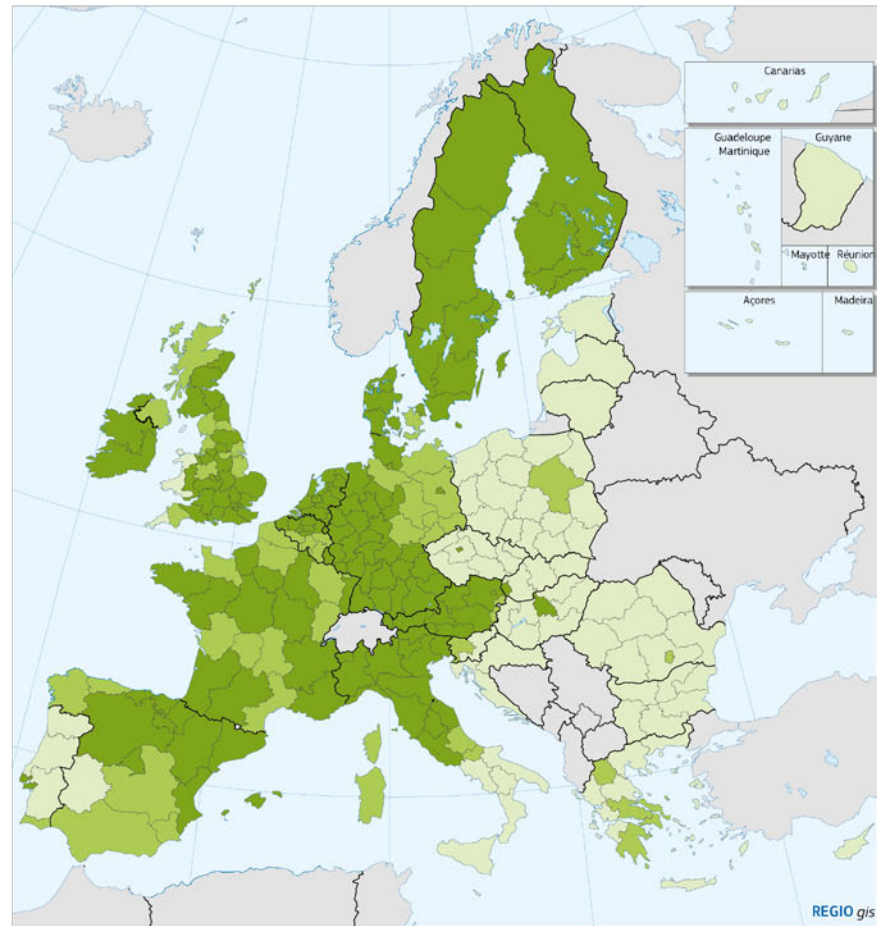 Canarias
Guadeloupe
Martinique
Guyane
Mayotte
Réunion
Açores
Madeira
REGIO gis